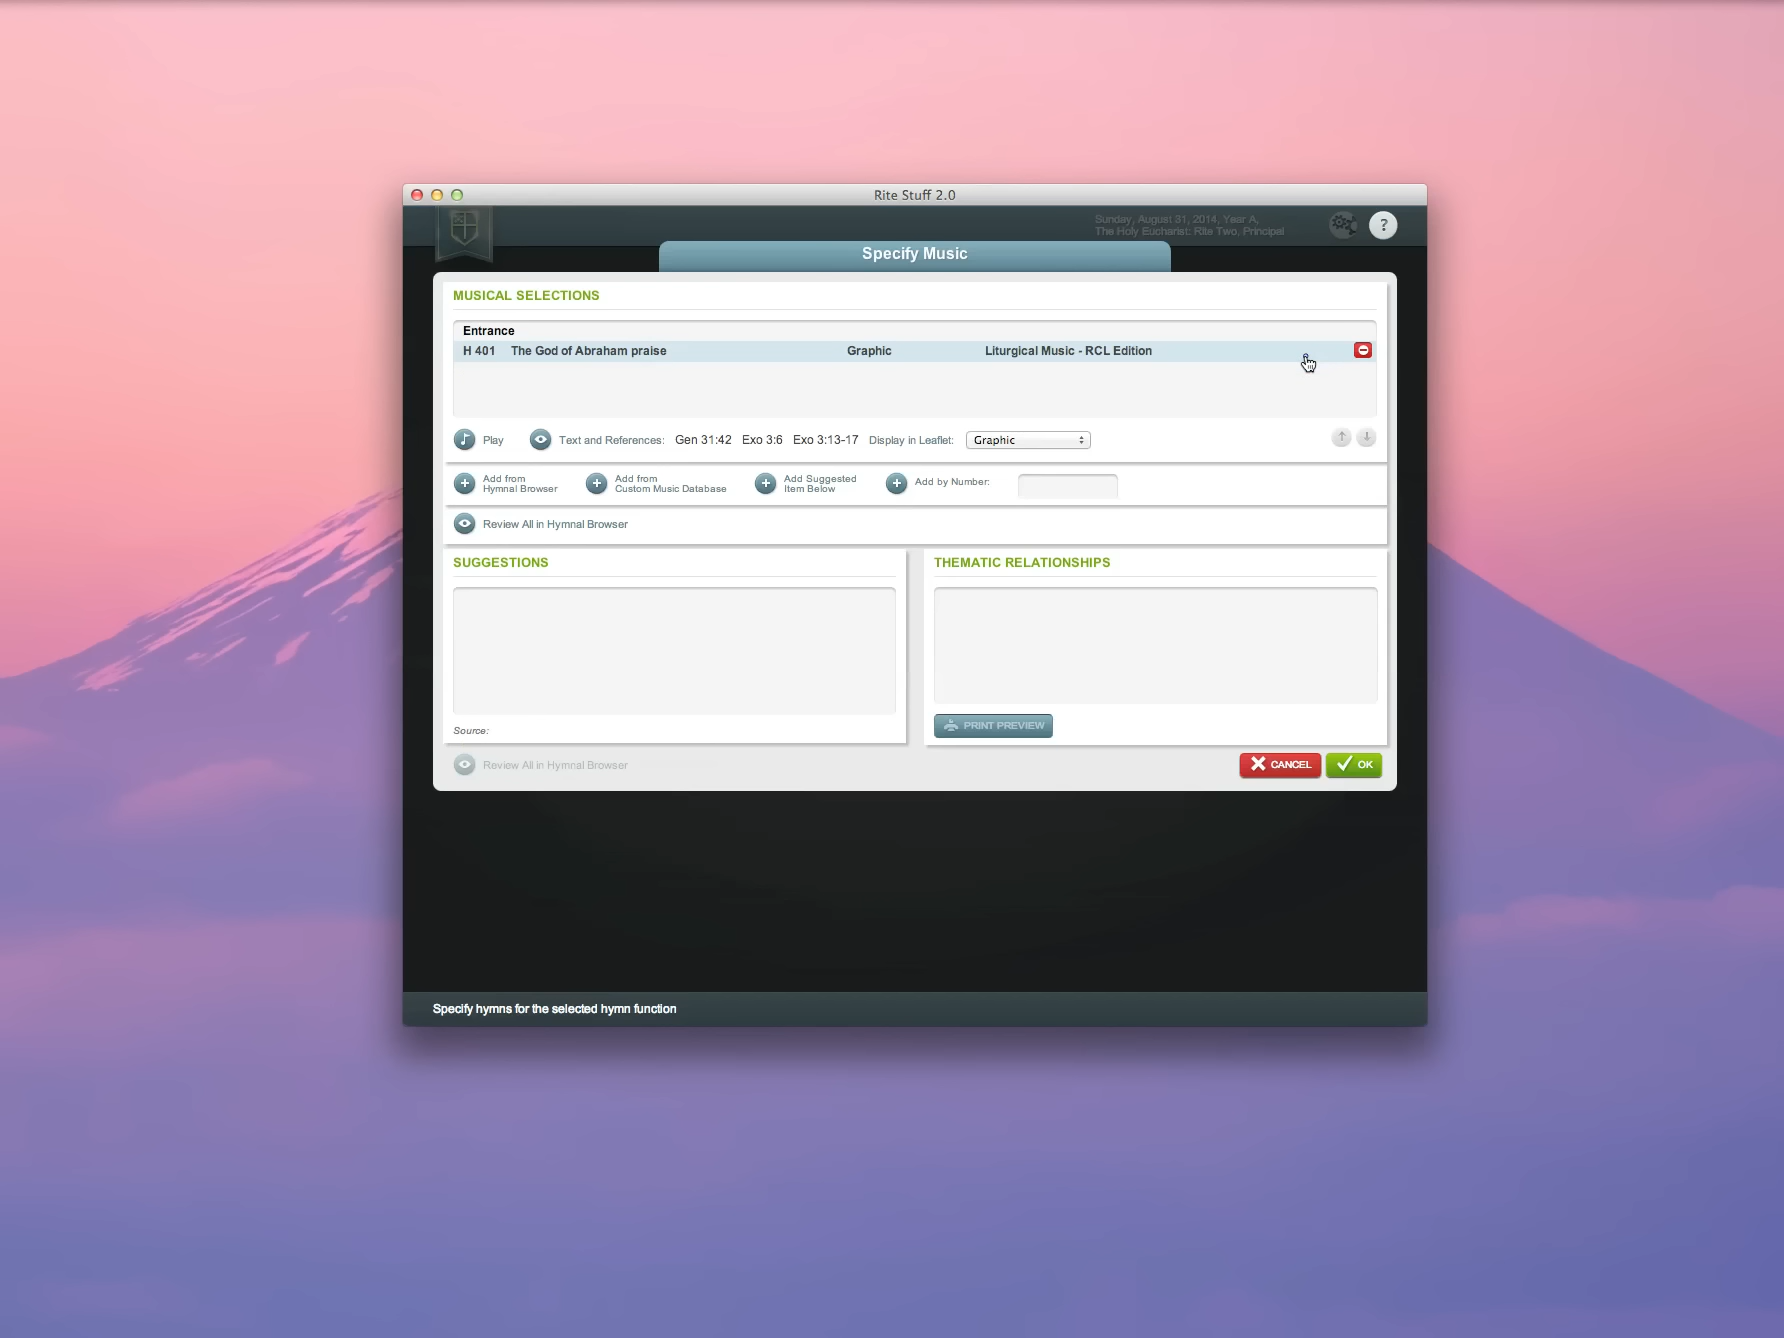 Rite Stuff 2.0
Sunday, August 31, 2014, Year A,
The Holy Eucharist: Rite Two, Principal
?
Specify Music
MUSICAL SELECTIONS
Entrance
H 401 The God of Abraham praise Graphic Liturgical Music - RCL Edition
Play Text and References: Gen 31:42 Exo 3:6 Exo 3:13-17 Display in Leaflet: Graphic
Add from
Hymnal Browser
Add from
Custom Music Database
Add Suggested
Item Below
Add by Number:
Review All in Hymnal Browser
SUGGESTIONS
THEMATIC RELATIONSHIPS
Source:
PRINT PREVIEW
Review All in Hymnal Browser
CANCEL
OK
Specify hymns for the selected hymn function